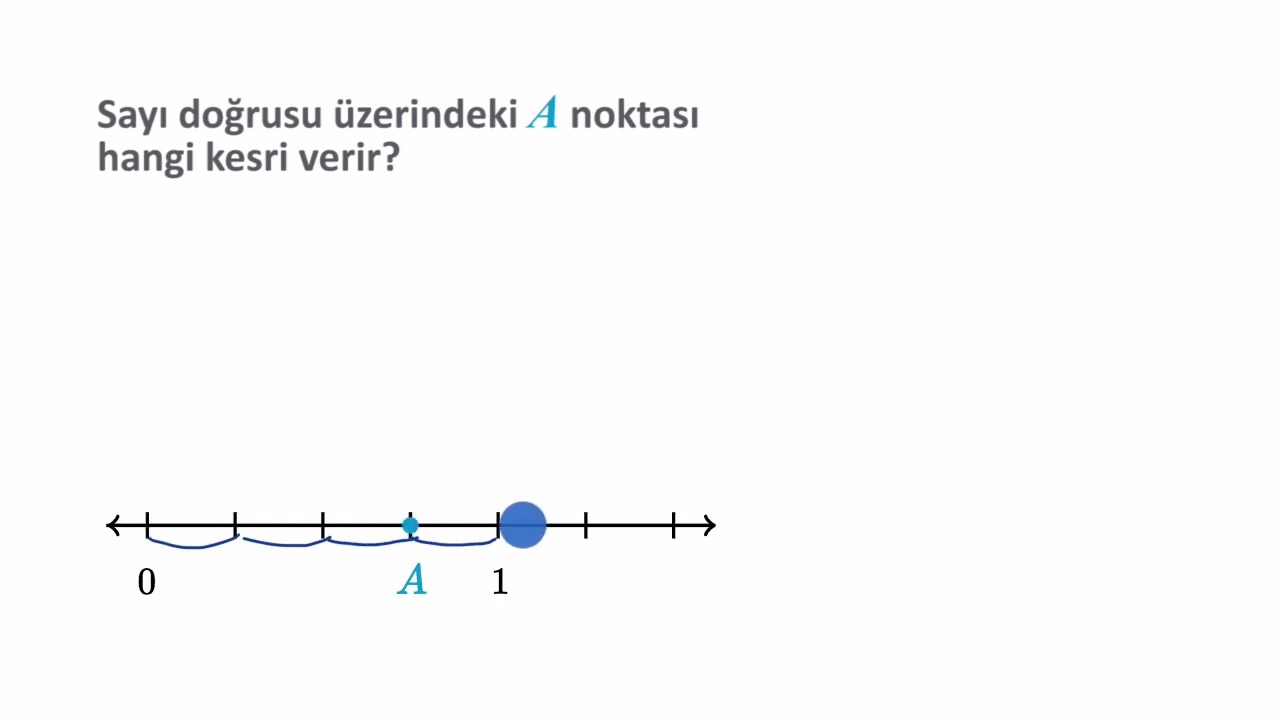 Sayı doğrusu üzerindeki A noktası
hangi kesri verir?
0 A 1